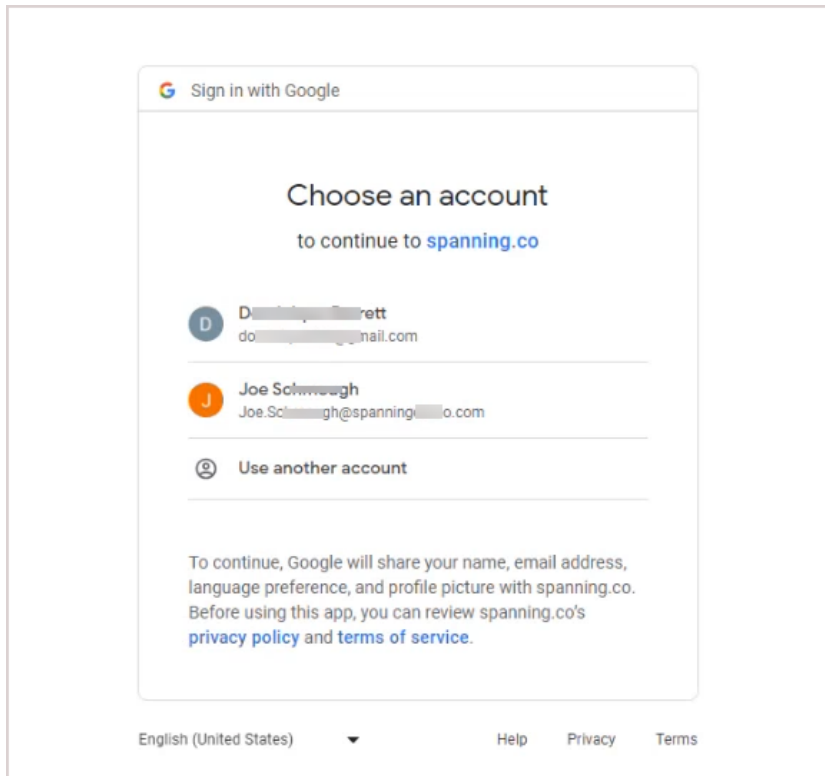 Sign in with Google
Choose an account
to continue to spanning.co
D
Joe
J
Use another account
To continue, Google will share your name, email address,
language preference, and profile picture with spanning.co.
Before using this app, you can review spanning.co's
privacy policy and terms of service.
English (United States) Help Privacy Terms